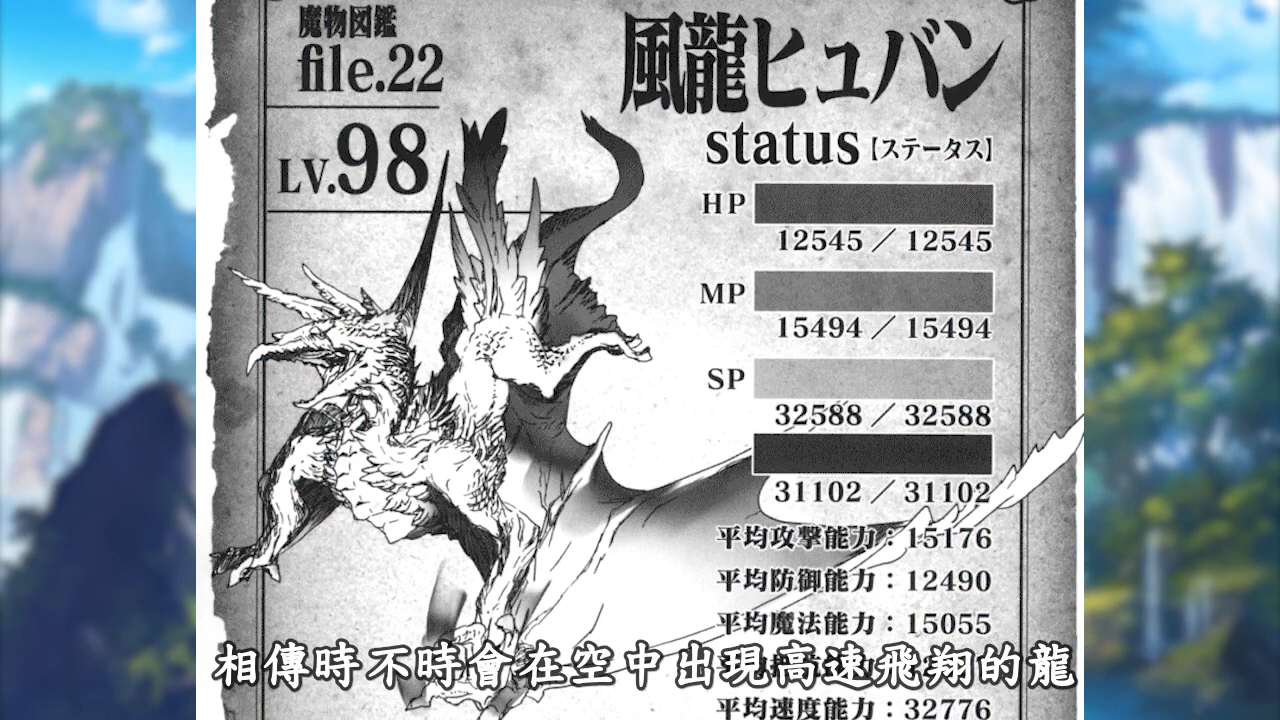 魔物図鑑
file.22
LV.98
風龍ヒュバン
status【ステータス】
HP
12545／12545
MP
15494／15494
SP
32588／32588
31102／31102
平均攻撃能力：15176
平均防御能力：12490
平均魔法能力：15055
相傳時不時會在空中出現高速飛翔的龍
平均速度能力：32776